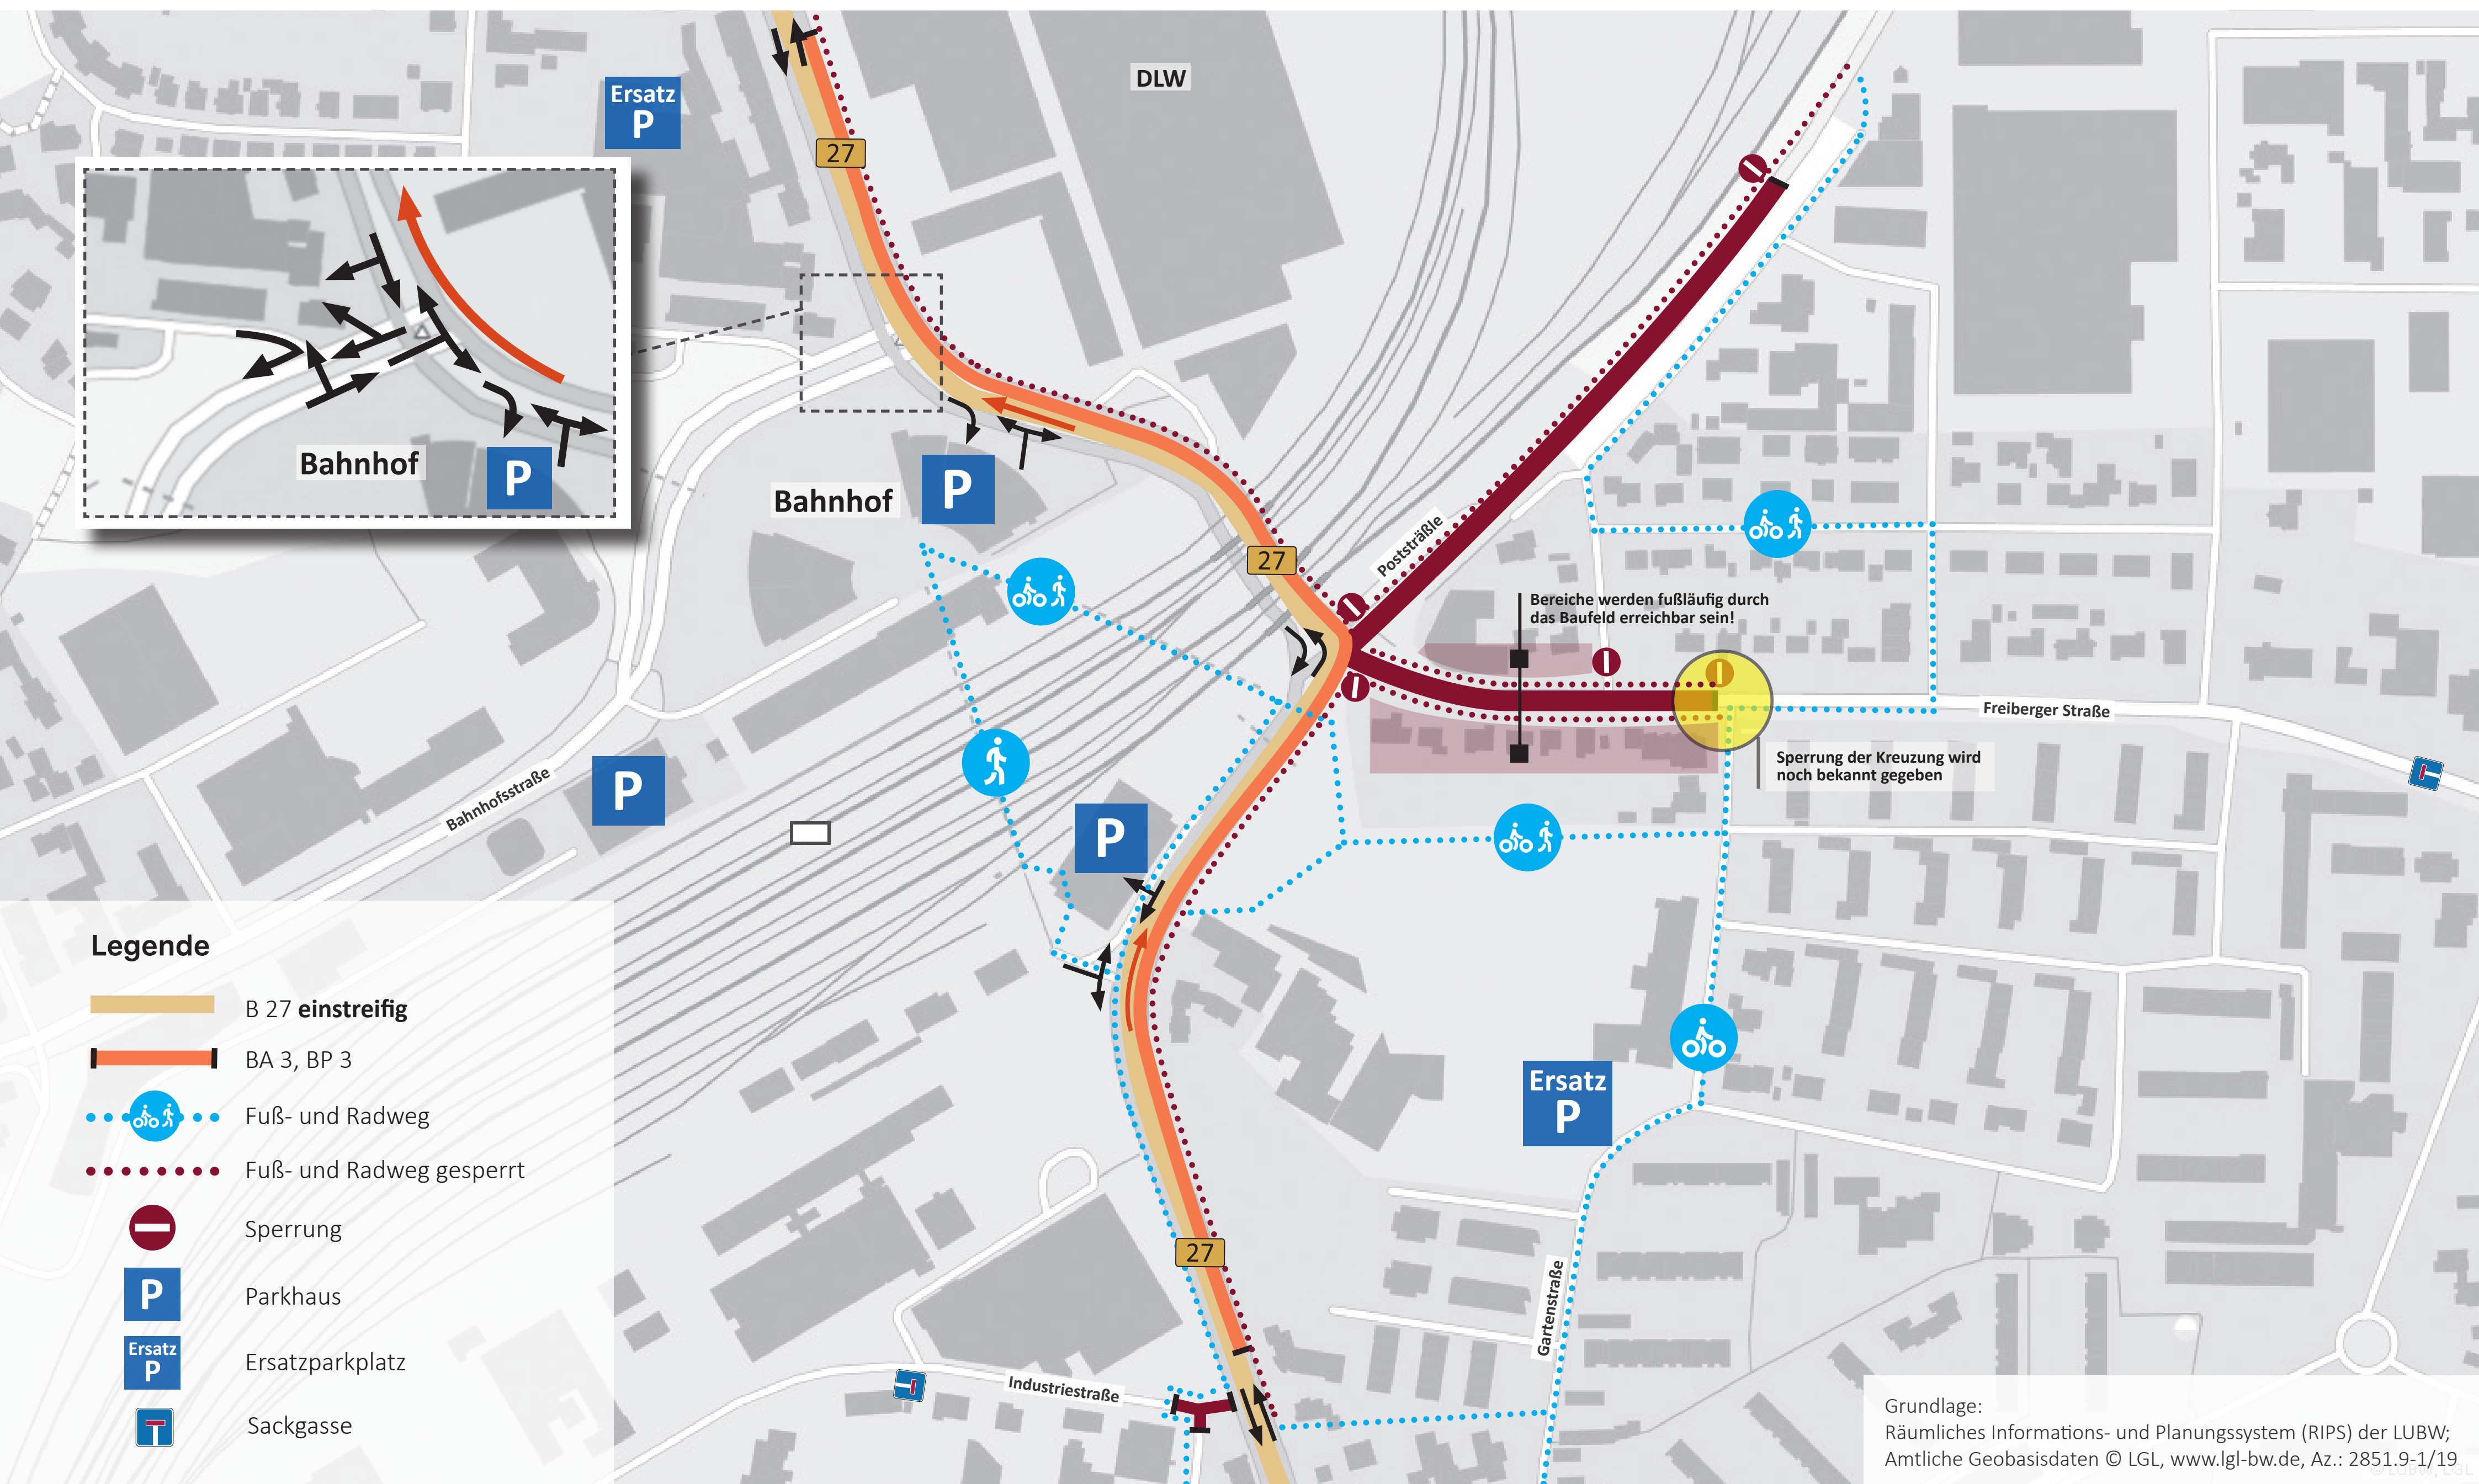 DLW
Ersatz
P
27
Bahnhof
P
Bahnhof
P
27
Poststräßle
Bereiche werden fußläufig durch
das Baufeld erreichbar sein!
Freiberger Straße
Sperrung der Kreuzung wird
noch bekannt gegeben
Bahnhofsstraße
P
P
Ersatz
P
27
Gartenstraße
Industriestraße
Legende
B 27 einstreifig
BA 3, BP 3
Fuß- und Radweg
Fuß- und Radweg gesperrt
Sperrung
P
Parkhaus
Ersatz
P
Ersatzparkplatz
Sackgasse
Grundlage:
Räumliches Informations- und Planungssystem (RIPS) der LUBW;
Amtliche Geobasisdaten © LGL, www.lgl-bw.de, Az.: 2851.9-1/19